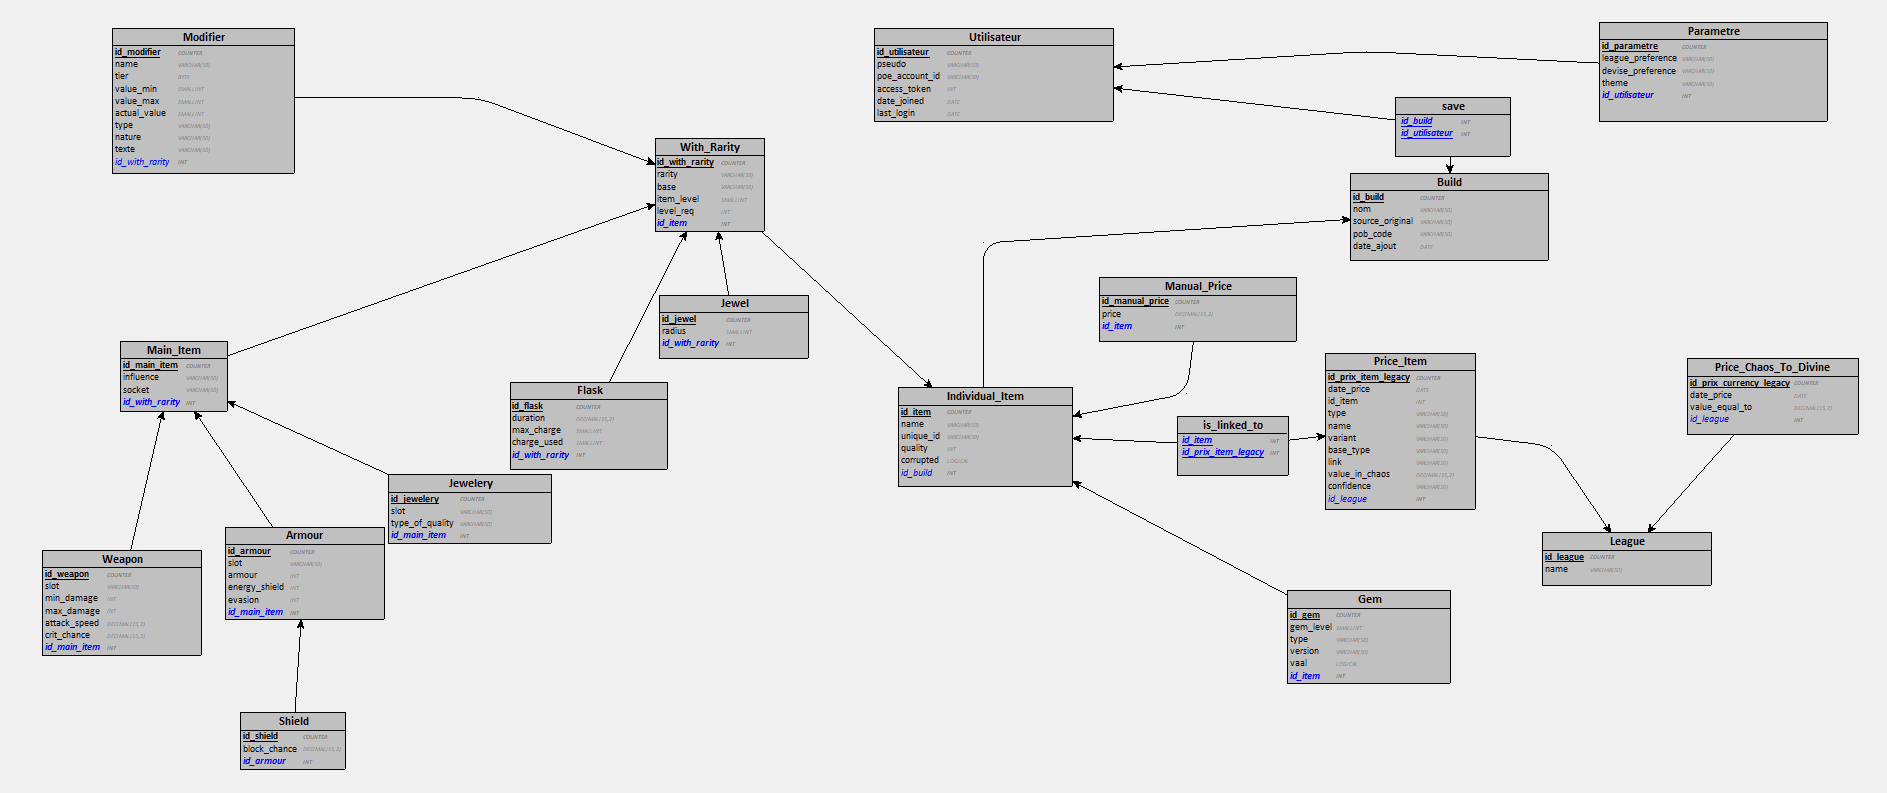 Modifier
id_modifier COUNTER
name VARCHAR(50)
tier BYTE
value_min SMALLINT
value_max SMALLINT
actual_value SMALLINT
type VARCHAR(50)
nature VARCHAR(50)
texte VARCHAR(50)
id_with_rarity INT
Utilisateur
id_utilisateur COUNTER
pseudo VARCHAR(50)
poe_account_id VARCHAR(50)
access_token INT
date_joined DATE
last_login DATE
Parametre
id_parametre COUNTER
league_preference VARCHAR(50)
devise_preference VARCHAR(50)
theme VARCHAR(50)
id_utilisateur INT
save
id_build INT
id_utilisateur INT
With_Rarity
id_with_rarity COUNTER
rarity VARCHAR(50)
base VARCHAR(50)
item_level SMALLINT
level_req INT
id_item INT
Build
id_build COUNTER
nom VARCHAR(50)
source_original VARCHAR(50)
pob_code VARCHAR(50)
date_ajout DATE
Manual_Price
id_manual_price COUNTER
price DECIMAL(15,2)
id_item INT
Jewel
id_jewel COUNTER
radius SMALLINT
id_with_rarity INT
Main_Item
id_main_item COUNTER
influence VARCHAR(50)
socket VARCHAR(50)
id_with_rarity INT
Flask
id_flask COUNTER
duration DECIMAL(15,2)
max_charge SMALLINT
charge_used SMALLINT
id_with_rarity INT
Individual_Item
id_item COUNTER
name VARCHAR(50)
unique_id VARCHAR(50)
quality INT
corrupted LOGICAL
id_build INT
is_linked_to
id_item INT
id_prix_item_legacy INT
Price_Item
id_prix_item_legacy COUNTER
date_price DATE
id_item INT
type VARCHAR(50)
name VARCHAR(50)
variant VARCHAR(50)
base_type VARCHAR(50)
link VARCHAR(50)
value_in_chaos DECIMAL(15,2)
confidence VARCHAR(50)
id_league INT
Price_Chaos_To_Divine
id_prix_currency_legacy COUNTER
date_price DATE
value_equal_to DECIMAL(15,2)
id_league INT
Jewelery
id_jewelery COUNTER
slot VARCHAR(50)
type_of_quality VARCHAR(50)
id_main_item INT
Armour
id_armour COUNTER
slot VARCHAR(50)
armour INT
energy_shield INT
evasion INT
id_main_item INT
Weapon
id_weapon COUNTER
slot VARCHAR(50)
min_damage INT
max_damage INT
attack_speed DECIMAL(15,2)
crit_chance DECIMAL(15,2)
id_main_item INT
League
id_league COUNTER
name VARCHAR(50)
Gem
id_gem COUNTER
gem_level SMALLINT
type VARCHAR(50)
version VARCHAR(50)
vaal LOGICAL
id_item INT
Shield
id_shield COUNTER
block_chance DECIMAL(15,2)
id_armour INT